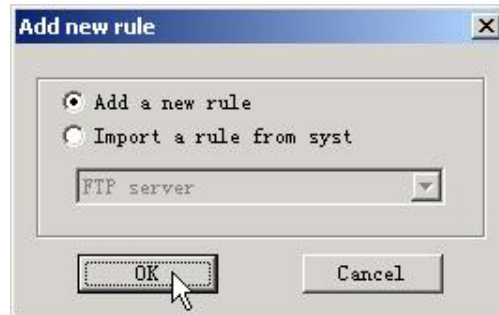 Add new rule
Add a new rule
Import a rule from syst
FTP server
OK
Cancel